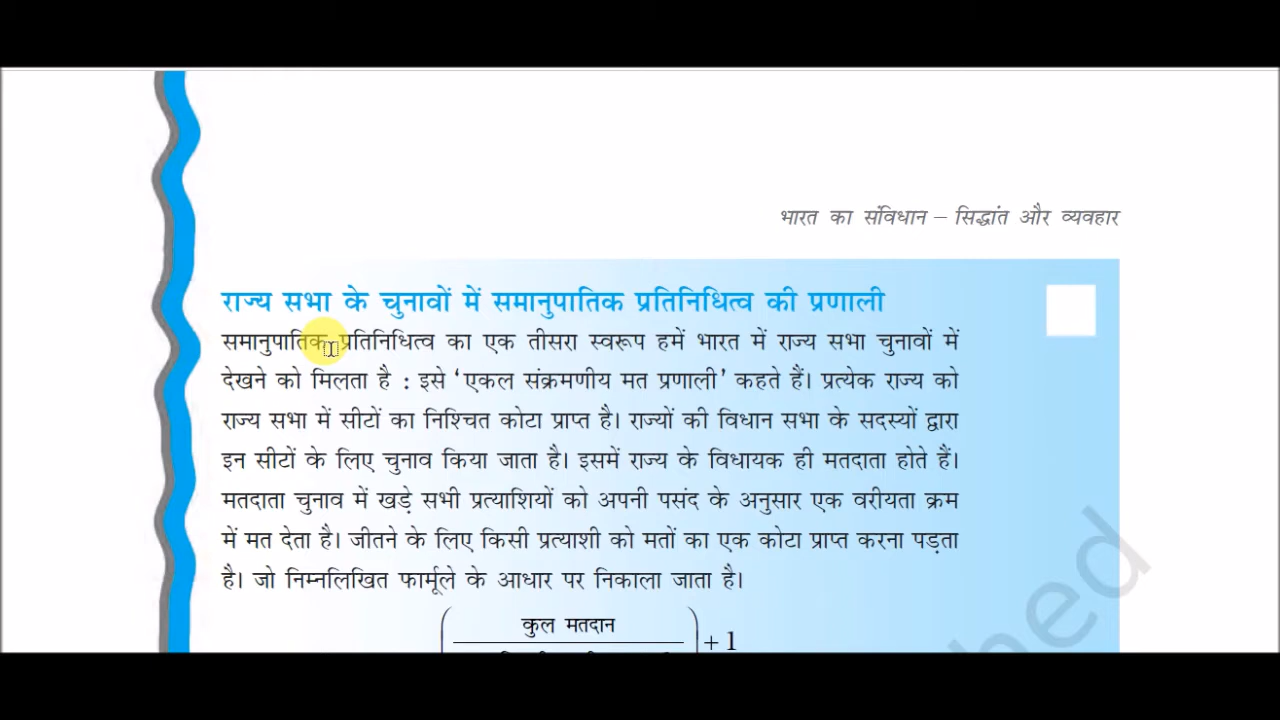 भारत का संविधान – सिद्धांत और व्यवहार
राज्य सभा के चुनावों में समानुपातिक प्रतिनिधित्व की प्रणाली
समानुपातिक प्रतिनिधित्व का एक तीसरा स्वरूप हमें भारत में राज्य सभा चुनावों में
देखने को मिलता है : इसे ‘एकल संक्रमणीय मत प्रणाली’ कहते हैं। प्रत्येक राज्य को
राज्य सभा में सीटों का निश्चित कोटा प्राप्त है। राज्यों की विधान सभा के सदस्यों द्वारा
इन सीटों के लिए चुनाव किया जाता है। इसमें राज्य के विधायक ही मतदाता होते हैं।
मतदाता चुनाव में खड़े सभी प्रत्याशियों को अपनी पसंद के अनुसार एक वरीयता क्रम
में मत देता है। जीतने के लिए किसी प्रत्याशी को मतों का एक कोटा प्राप्त करना पड़ता
है। जो निम्नलिखित फार्मूले के आधार पर निकाला जाता है।
कुल मतदान
+ 1
hed